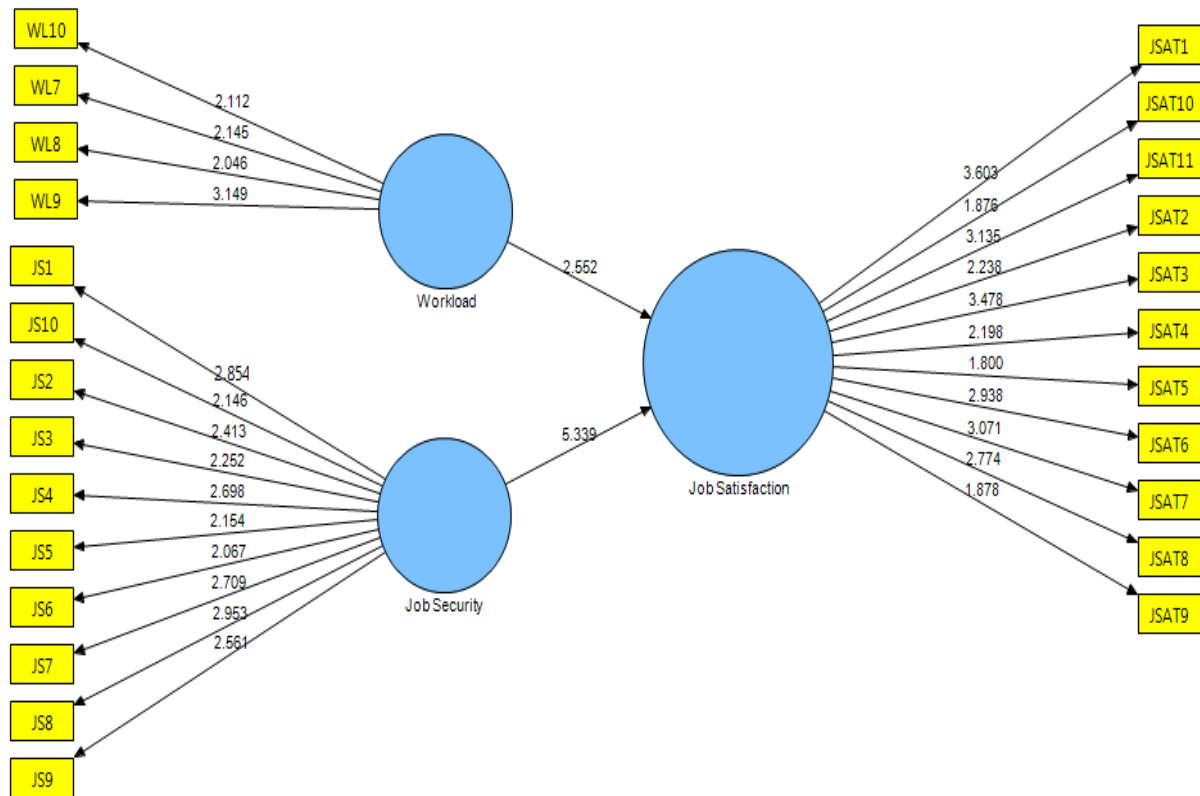 WL10
WL7
WL8
WL9
2.112
2.145
2.046
3.149
Workload
2.552
JS1
JS10
JS2
JS3
JS4
JS5
JS6
JS7
JS8
JS9
2.854
2.146
2.413
2.252
2.698
2.154
2.067
2.709
2.953
2.561
Job Security
5.339
Job Satisfaction
3.603
1.876
3.135
2.238
3.478
2.198
1.800
2.938
3.071
2.774
1.878
JSAT1
JSAT10
JSAT11
JSAT2
JSAT3
JSAT4
JSAT5
JSAT6
JSAT7
JSAT8
JSAT9